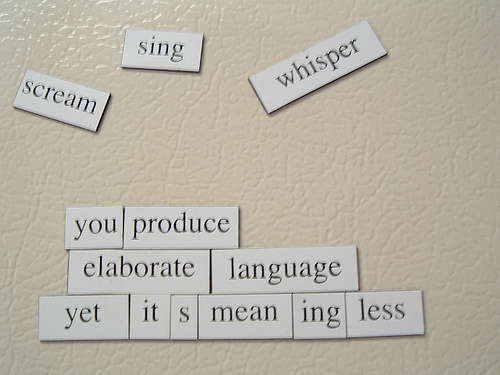 sing
whisper
scream
you produce
elaborate language
yet it s mean ing less